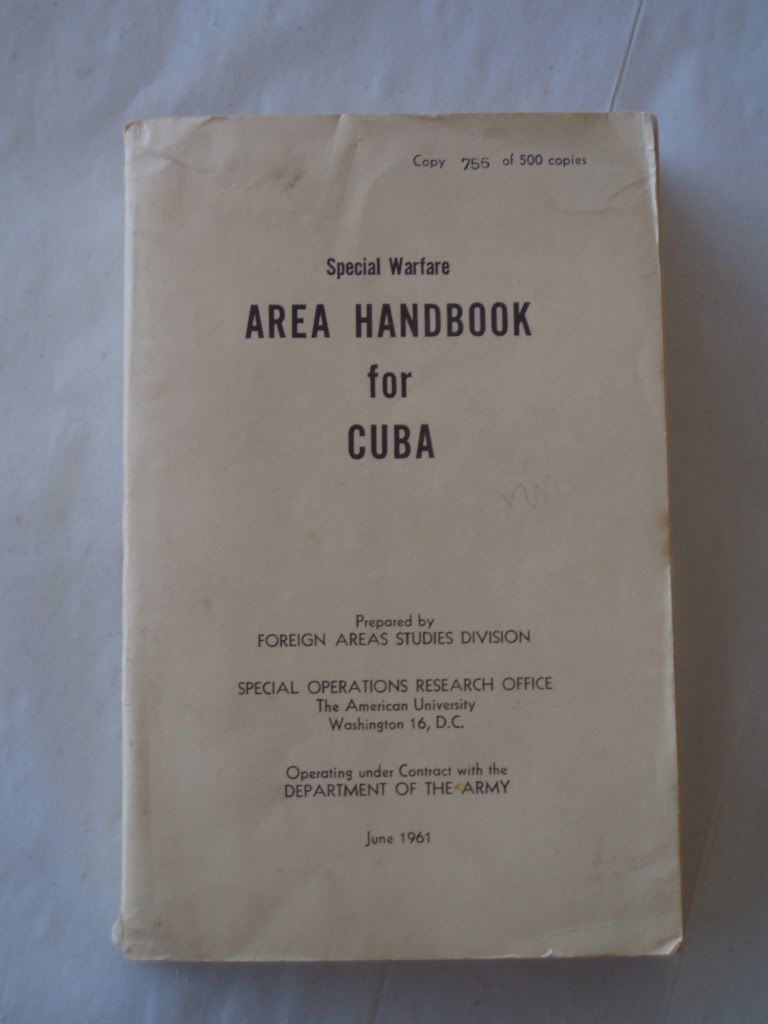 Copy 755 of 500 copies
Special Warfare
AREA HANDBOOK
for
CUBA
Prepared by
FOREIGN AREAS STUDIES DIVISION
SPECIAL OPERATIONS RESEARCH OFFICE
The American University
Washington 16, D.C.
Operating under Contract with the
DEPARTMENT OF THE ARMY
June 1961